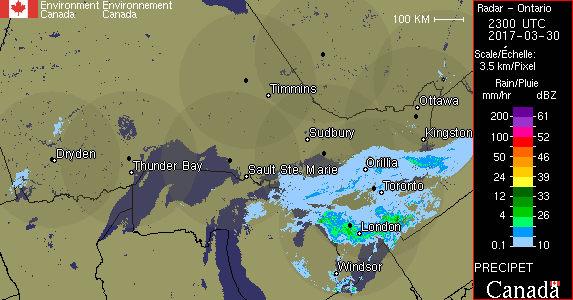 Environment Environnement
Canada Canada
100 KM
Timmins
Ottawa
Sudbury
Kingston
Dryden
Thunder Bay
Sault Ste. Marie
Orillia
Toronto
London
Windsor
Radar - Ontario
2300 UTC
2017-03-30
Scale/Échelle:
3.5 km/Pixel
Rain/Pluie
mm/hr dBZ
200 61
100 52
50 46
24 39
12 33
4 26
0.1 10
PRECIPET
Canada